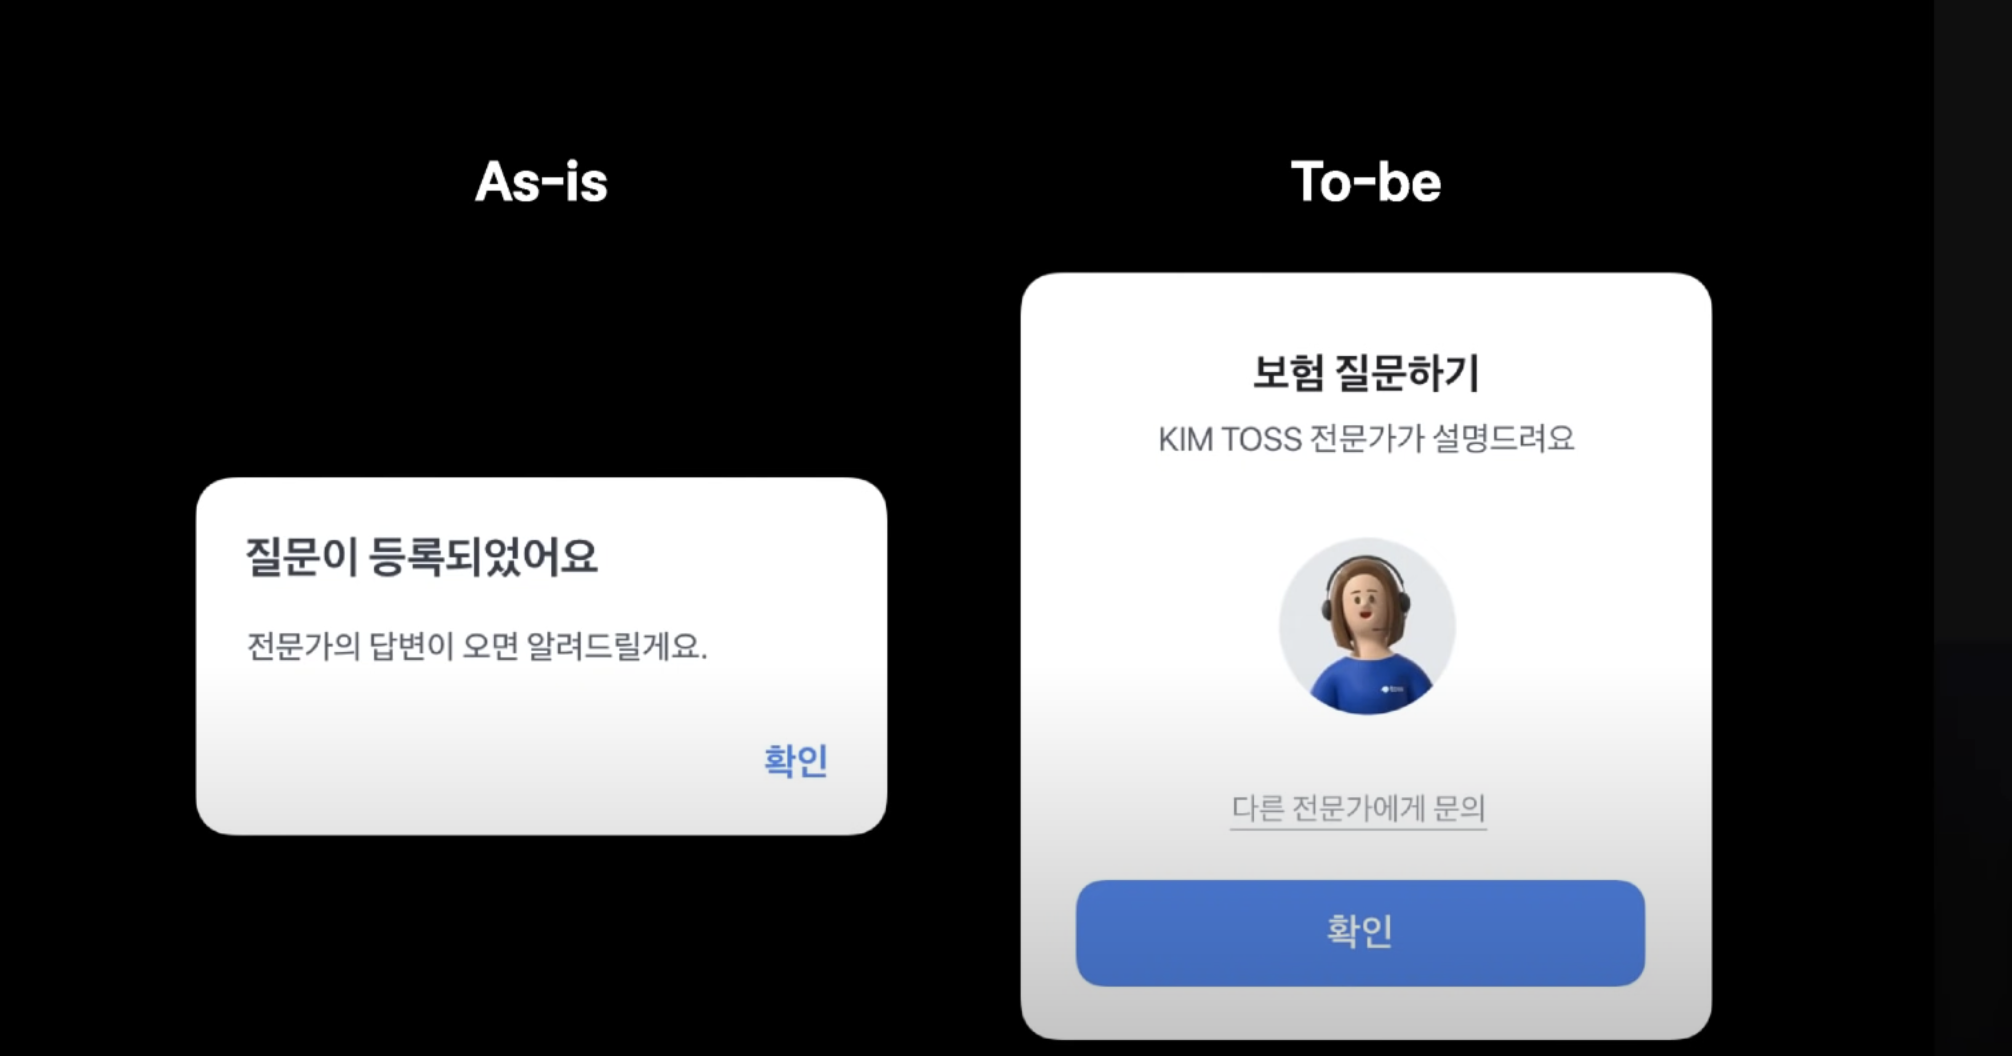 As-is
질문이 등록되었어요
전문가의 답변이 오면 알려드릴게요.
확인
To-be
보험 질문하기
KIM TOSS 전문가가 설명드려요
toss
다른 전문가에게 문의
확인